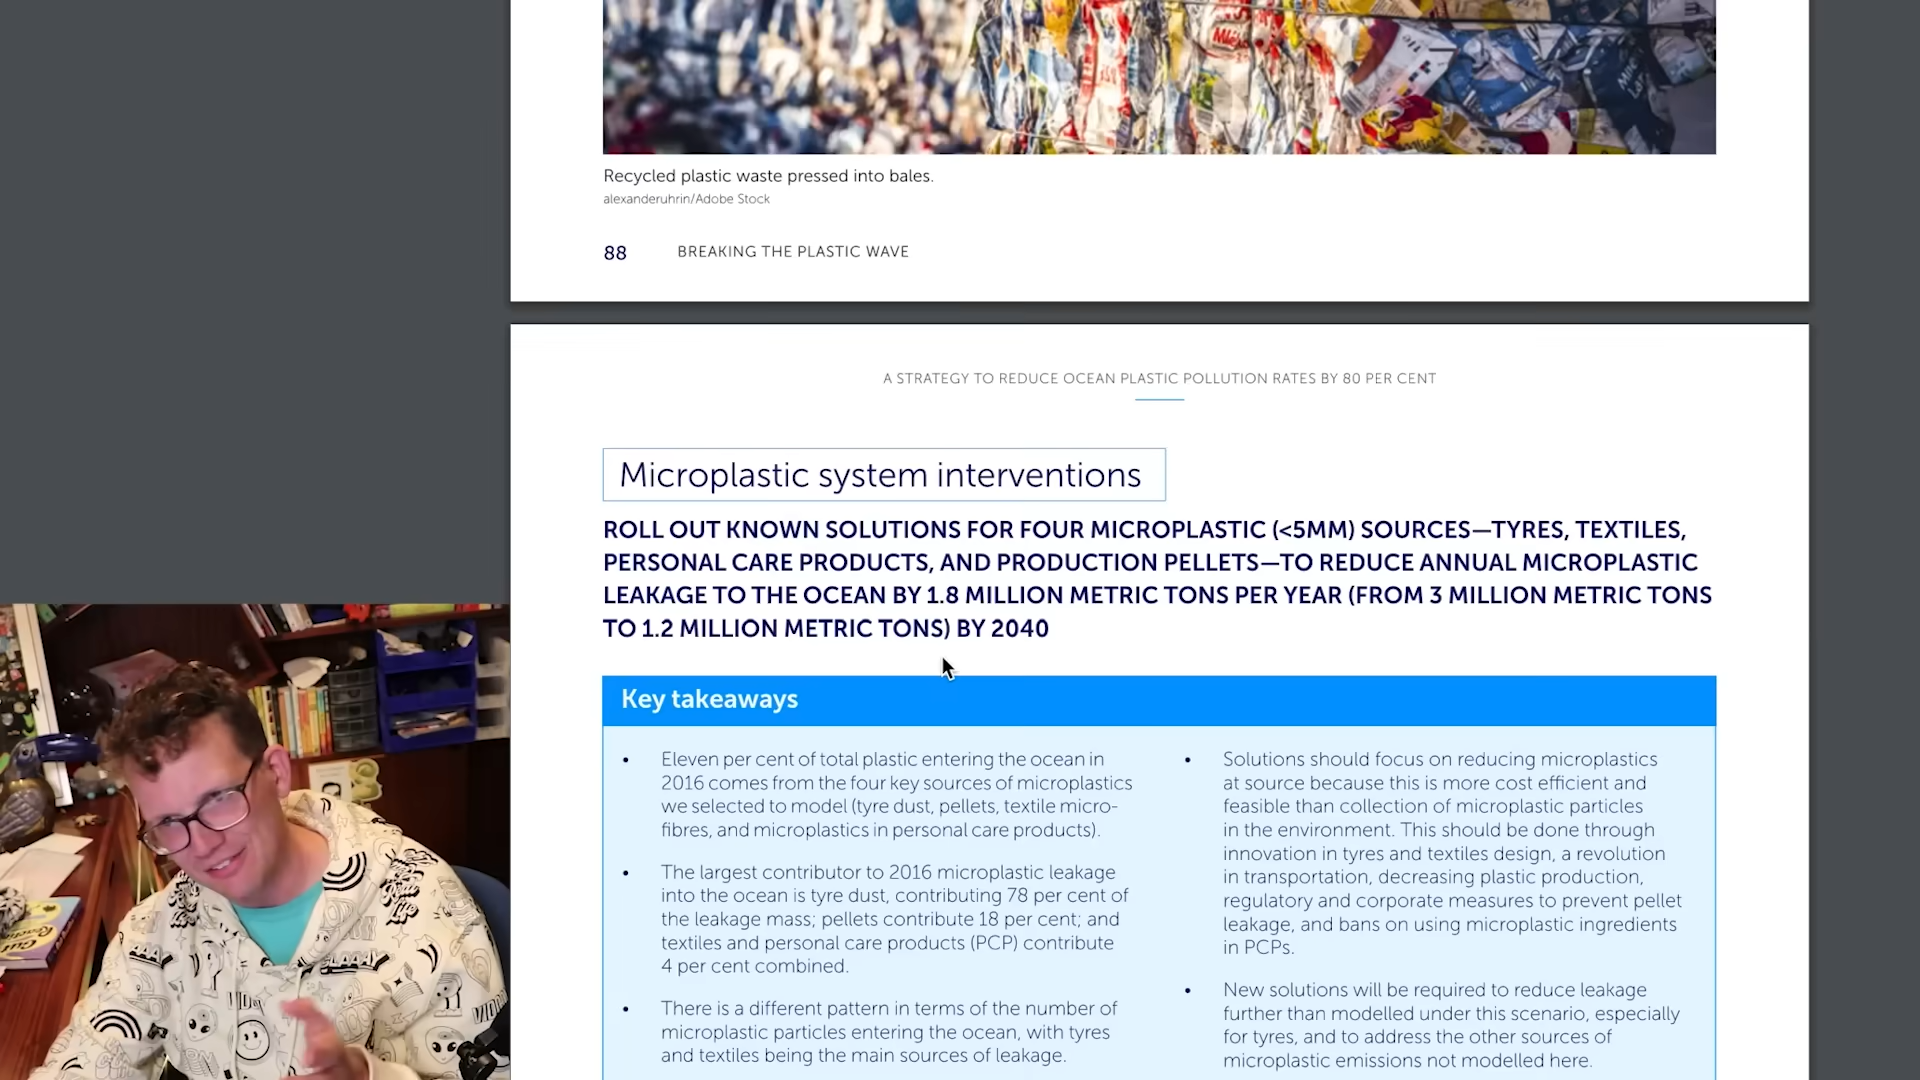 Recycled plastic waste pressed into bales.
alexanderuhrin/Adobe Stock
88 BREAKING THE PLASTIC WAVE
A STRATEGY TO REDUCE OCEAN PLASTIC POLLUTION RATES BY 80 PER CENT
Microplastic system interventions
ROLL OUT KNOWN SOLUTIONS FOR FOUR MICROPLASTIC (<5MM) SOURCES—TYRES, TEXTILES,
PERSONAL CARE PRODUCTS, AND PRODUCTION PELLETS—TO REDUCE ANNUAL MICROPLASTIC
LEAKAGE TO THE OCEAN BY 1.8 MILLION METRIC TONS PER YEAR (FROM 3 MILLION METRIC TONS
TO 1.2 MILLION METRIC TONS) BY 2040
Key takeaways
• Eleven per cent of total plastic entering the ocean in
2016 comes from the four key sources of microplastics
we selected to model (tyre dust, pellets, textile micro-
fibres, and microplastics in personal care products).
• The largest contributor to 2016 microplastic leakage
into the ocean is tyre dust, contributing 78 per cent of
the leakage mass; pellets contribute 18 per cent; and
textiles and personal care products (PCP) contribute
4 per cent combined.
• There is a different pattern in terms of the number of
microplastic particles entering the ocean, with tyres
and textiles being the main sources of leakage.
• Solutions should focus on reducing microplastics
at source because this is more cost efficient and
feasible than collection of microplastic particles
in the environment. This should be done through
innovation in tyres and textiles design, a revolution
in transportation, decreasing plastic production,
regulatory and corporate measures to prevent pellet
leakage, and bans on using microplastic ingredients
in PCPs.
• New solutions will be required to reduce leakage
further than modelled under this scenario, especially
for tyres, and to address the other sources of
microplastic emissions not modelled here.